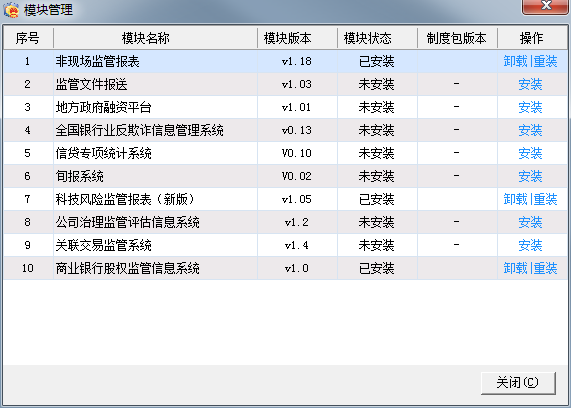 模块管理
序号 模块名称 模块版本 模块状态 制度包版本 操作
1 非现场监管报表 v1.18 已安装 卸载|重装
2 监管文件报送 v1.03 未安装 - 安装
3 地方政府融资平台 v1.01 未安装 - 安装
4 全国银行业反欺诈信息管理系统 v0.13 未安装 - 安装
5 信贷专项统计系统 V0.10 未安装 - 安装
6 旬报系统 V0.02 未安装 - 安装
7 科技风险监管报表（新版） v1.05 已安装 卸载|重装
8 公司治理监管评估信息系统 v1.2 未安装 - 安装
9 关联交易监管系统 v1.4 未安装 - 安装
10 商业银行股权监管信息系统 v1.0 已安装 卸载|重装
关闭(C)